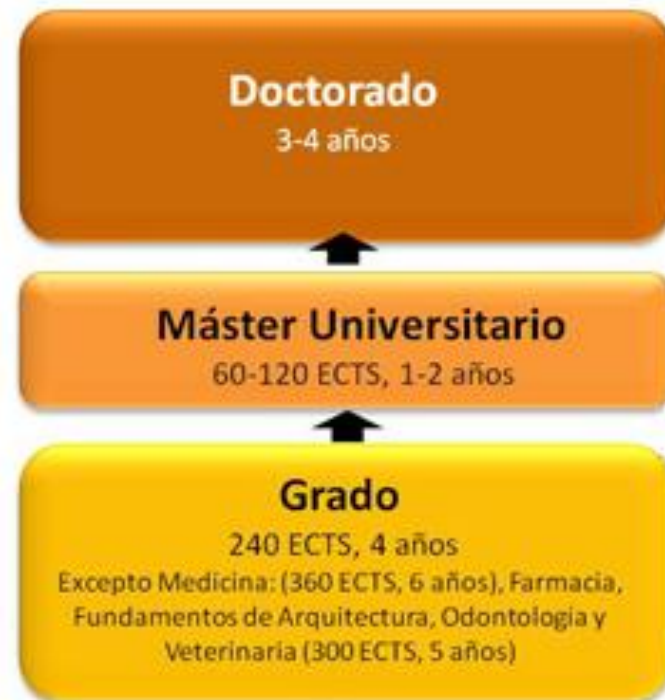 Doctorado
3-4 años
Máster Universitario
60-120 ECTS, 1-2 años
Grado
240 ECTS, 4 años
Excepto Medicina: (360 ECTS, 6 años), Farmacia,
Fundamentos de Arquitectura, Odontología y
Veterinaria (300 ECTS, 5 años)